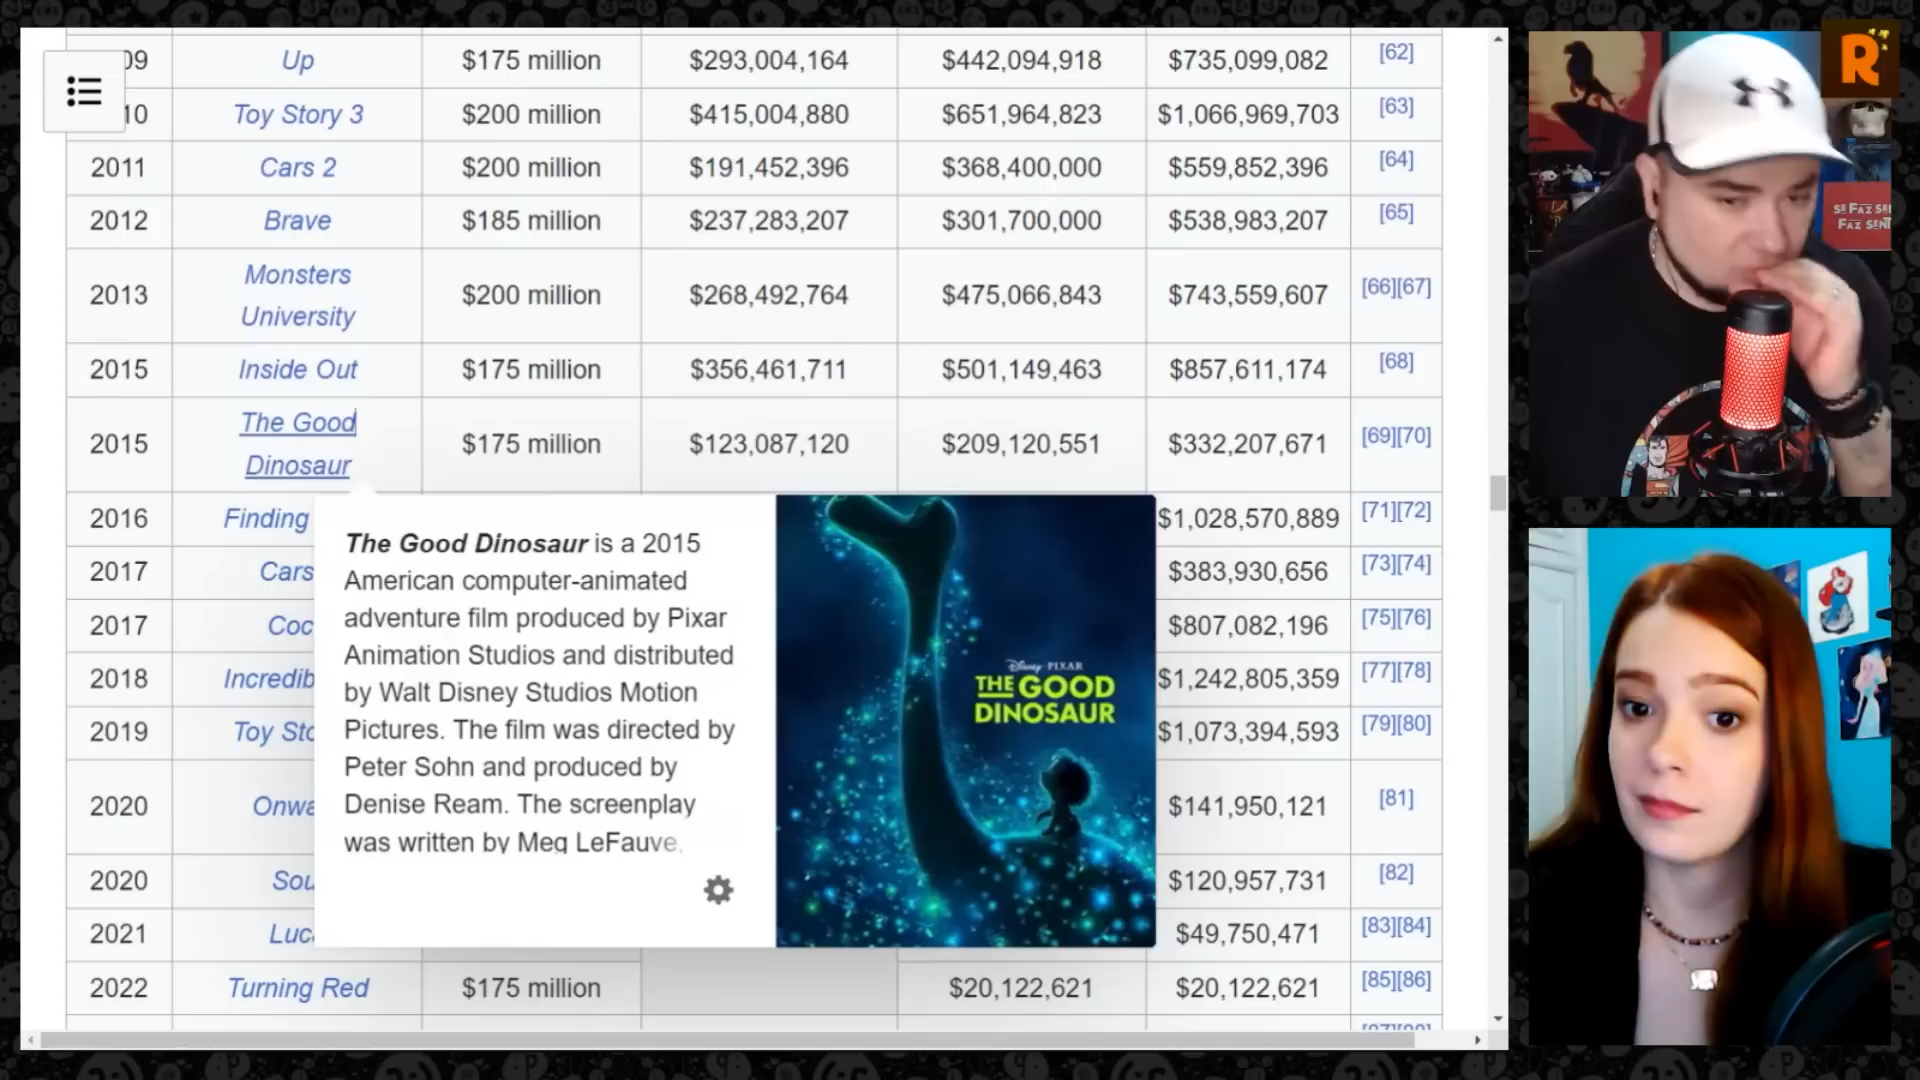 09 Up $175 million $293,004,164 $442,094,918 $735,099,082 [62]
10 Toy Story 3 $200 million $415,004,880 $651,964,823 $1,066,969,703 [63]
2011 Cars 2 $200 million $191,452,396 $368,400,000 $559,852,396 [64]
2012 Brave $185 million $237,283,207 $301,700,000 $538,983,207 [65]
2013 Monsters University $200 million $268,492,764 $475,066,843 $743,559,607 [66][67]
2015 Inside Out $175 million $356,461,711 $501,149,463 $857,611,174 [68]
2015 The Good Dinosaur $175 million $123,087,120 $209,120,551 $332,207,671 [69][70]
2016 Finding $1,028,570,889 [71][72]
2017 Cars $383,930,656 [73][74]
2017 Coc $807,082,196 [75][76]
2018 Incredib $1,242,805,359 [77][78]
2019 Toy Sto $1,073,394,593 [79][80]
2020 Onwa $141,950,121 [81]
2020 Sou $120,957,731 [82]
2021 Luc $49,750,471 [83][84]
2022 Turning Red $175 million $20,122,621 $20,122,621 [85][86]
The Good Dinosaur is a 2015
American computer-animated
adventure film produced by Pixar
Animation Studios and distributed
by Walt Disney Studios Motion
Pictures. The film was directed by
Peter Sohn and produced by
Denise Ream. The screenplay
was written by Meg LeFauve,
Disney PIXAR
THE GOOD
DINOSAUR
R
SE FAZ SEN
FAZ SENT